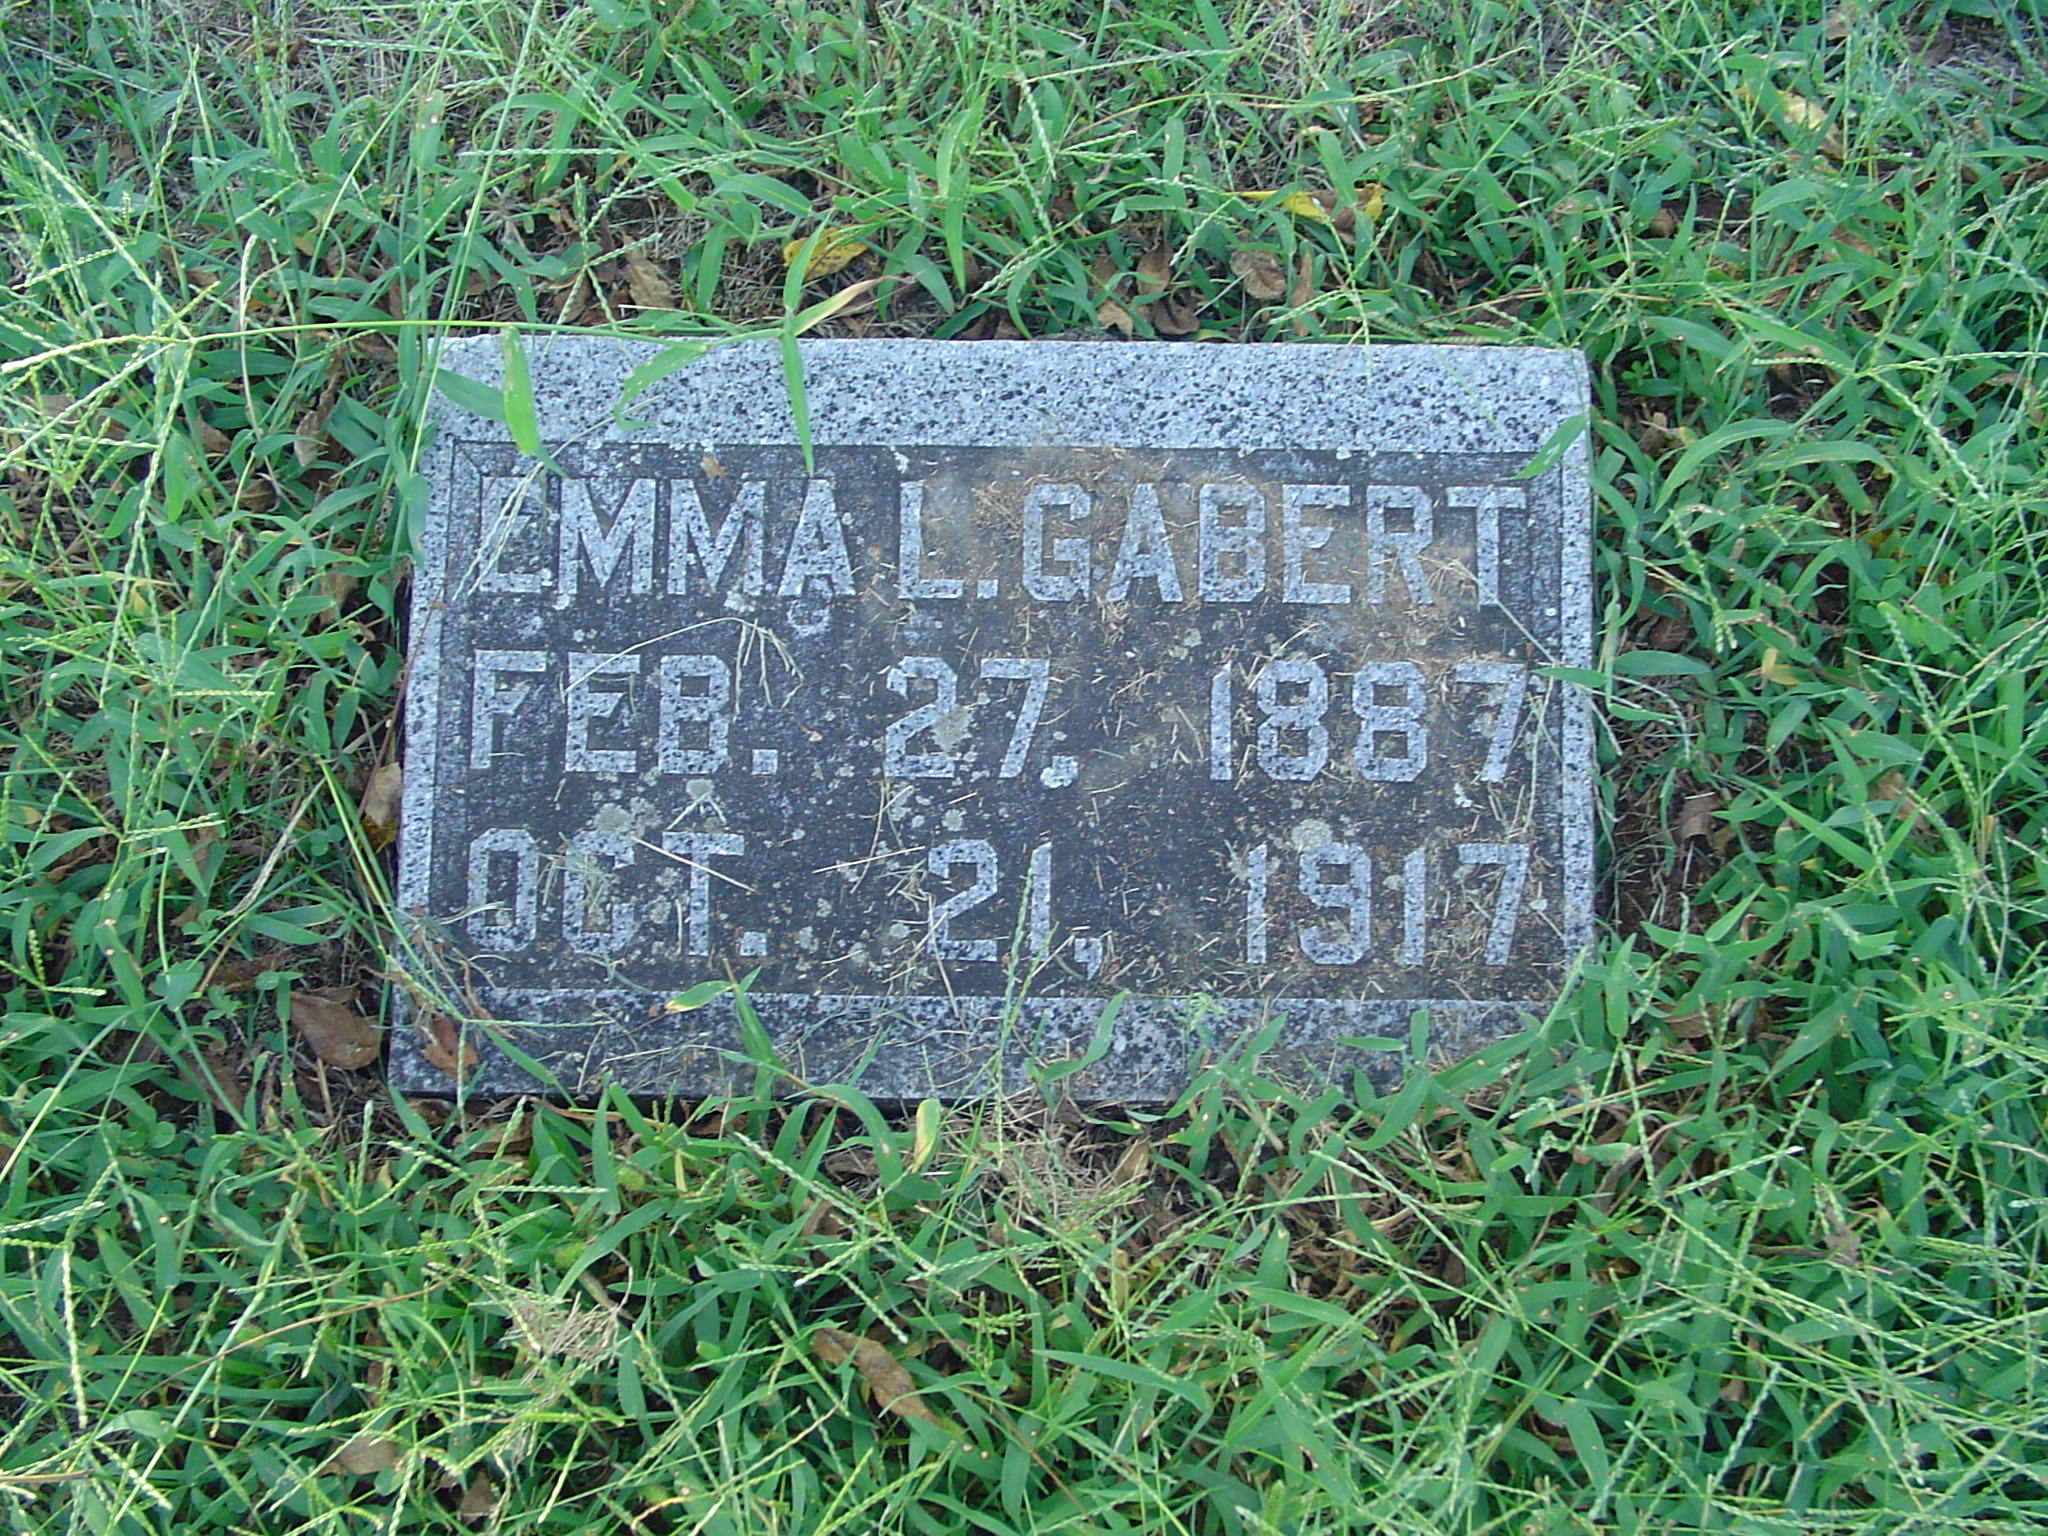 EMMA L. GABERT
FEB. 27. 1887
OCT. 21, 1917